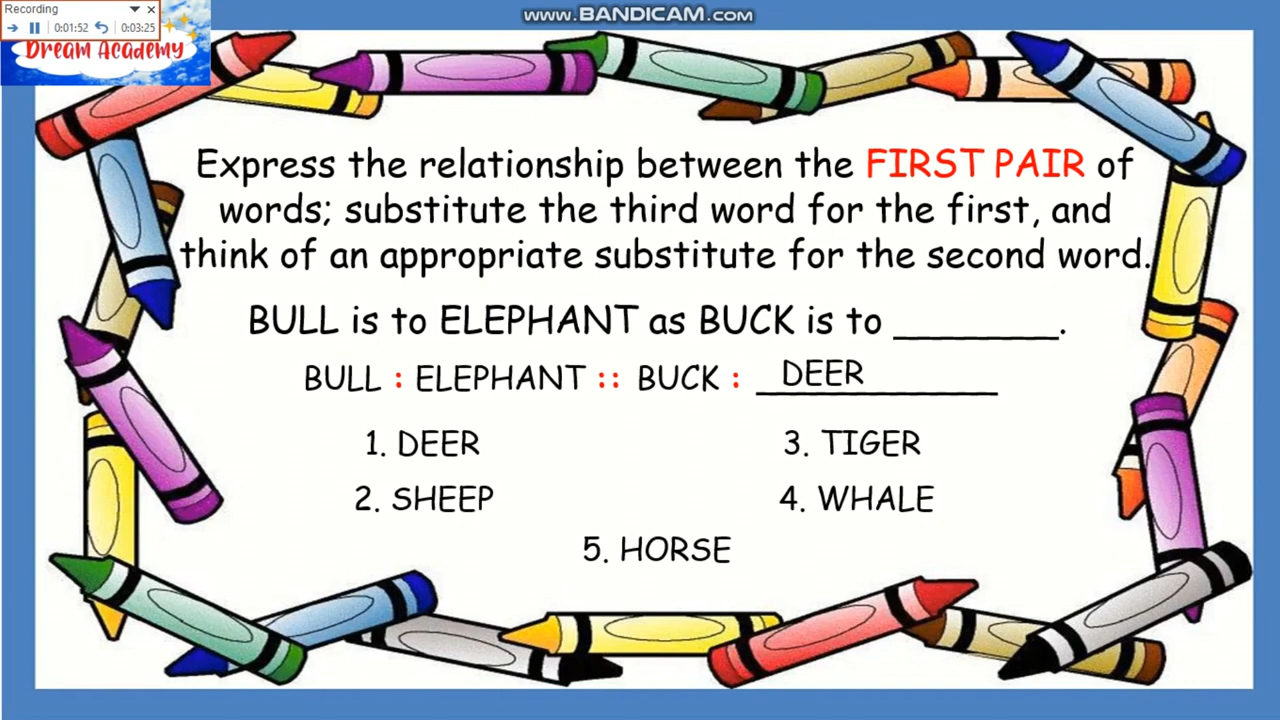 www.BANDICAM.com
Recording
0:01:52 0:03:25
Dream Academy
Express the relationship between the FIRST PAIR of
words; substitute the third word for the first, and
think of an appropriate substitute for the second word.
BULL is to ELEPHANT as BUCK is to ________.
BULL : ELEPHANT :: BUCK : DEER
1. DEER 3. TIGER
2. SHEEP 4. WHALE
5. HORSE